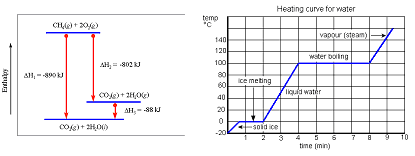 CH₄(g) + 2O₂(g)
ΔH₂ = -802 kJ
ΔH₁ = -890 kJ
CO₂(g) + 2H₂O(g)
ΔH₃ = -88 kJ
CO₂(g) + 2H₂O(l)
Enthalpy
Heating curve for water
temp
°C
140
120
100
80
60
40
20
0
-20
vapour (steam)
water boiling
ice melting
liquid water
solid ice
1 2 3 4 5 6 7 8 9
time (min)